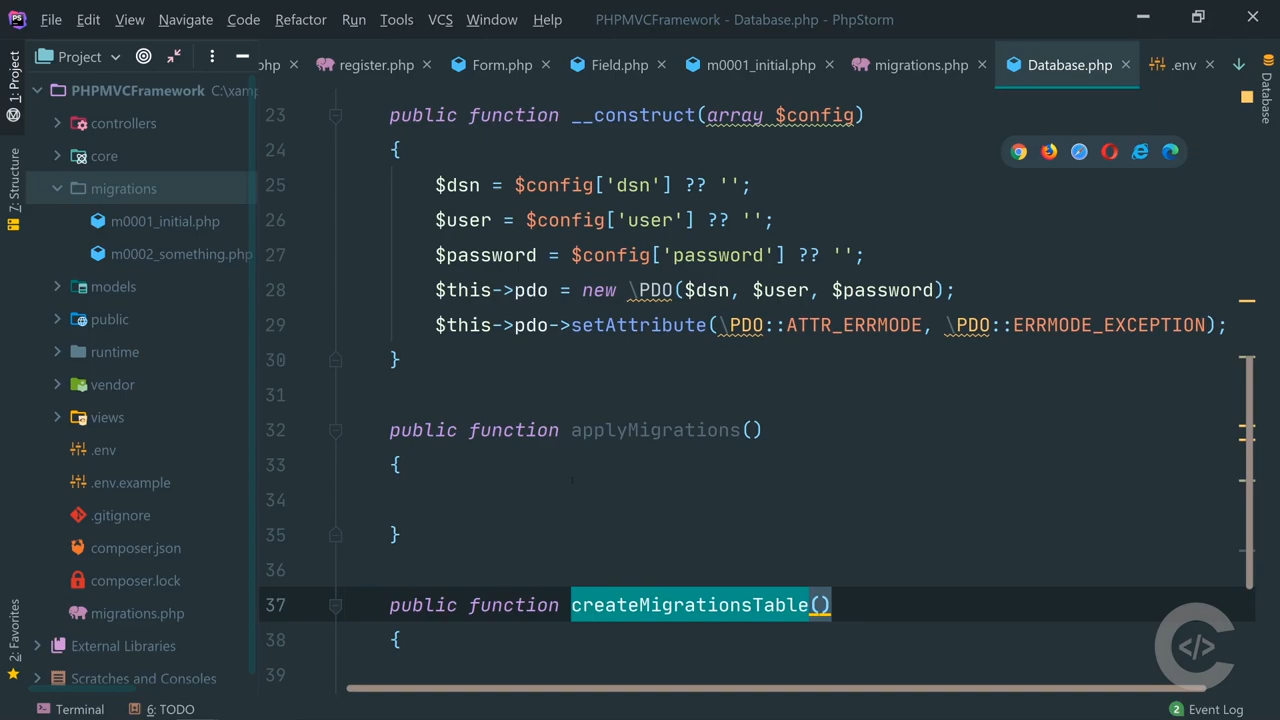 PS File Edit View Navigate Code Refactor Run Tools VCS Window Help PHPMVCFramework - Database.php - PhpStorm
Project
php register.php Form.php Field.php m0001_initial.php migrations.php Database.php .env
1: Project
7: Structure
2: Favorites
PHPMVCFramework C:\xam
controllers
core
migrations
m0001_initial.php
m0002_something.php
models
public
runtime
vendor
views
.env
.env.example
.gitignore
composer.json
composer.lock
migrations.php
External Libraries
Scratches and Consoles
23 public function __construct(array $config)
24 {
25 $dsn = $config['dsn'] ?? '';
26 $user = $config['user'] ?? '';
27 $password = $config['password'] ?? '';
28 $this->pdo = new \PDO($dsn, $user, $password);
29 $this->pdo->setAttribute(\PDO::ATTR_ERRMODE, \PDO::ERRMODE_EXCEPTION);
30 }
31
32 public function applyMigrations()
33 {
34
35 }
36
37 public function createMigrationsTable()
38 {
39
Database
</>
Terminal 6: TODO 2 Event Log